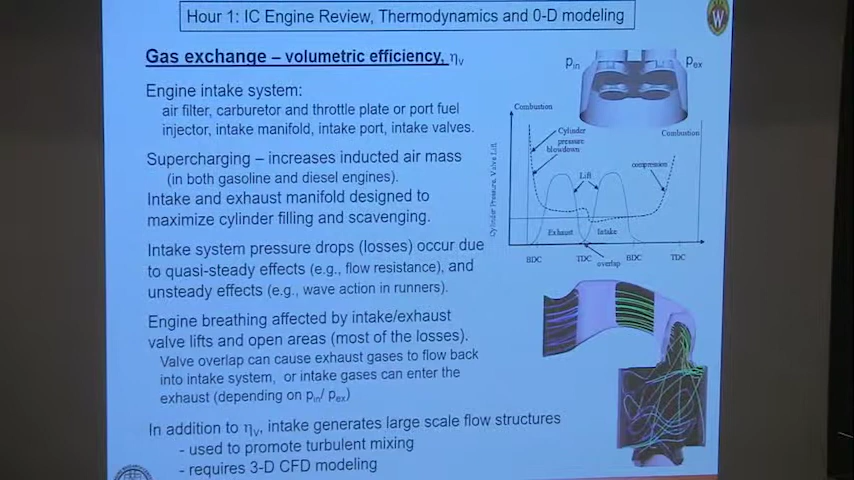 Hour 1: IC Engine Review, Thermodynamics and 0-D modeling
Gas exchange – volumetric efficiency, ηv
Engine intake system:
air filter, carburetor and throttle plate or port fuel
injector, intake manifold, intake port, intake valves.
Supercharging – increases inducted air mass
(in both gasoline and diesel engines).
Intake and exhaust manifold designed to
maximize cylinder filling and scavenging.
Intake system pressure drops (losses) occur due
to quasi-steady effects (e.g., flow resistance), and
unsteady effects (e.g., wave action in runners).
Engine breathing affected by intake/exhaust
valve lifts and open areas (most of the losses).
Valve overlap can cause exhaust gases to flow back
into intake system, or intake gases can enter the
exhaust (depending on pin/ pex)
In addition to ηv, intake generates large scale flow structures
- used to promote turbulent mixing
- requires 3-D CFD modeling
pin
pex
Combustion
Combustion
Cylinder
pressure
blowdown
compression
Lift
Cylinder Pressure, Valve Lift
Exhaust
Intake
BDC
TDC
BDC
TDC
overlap
W